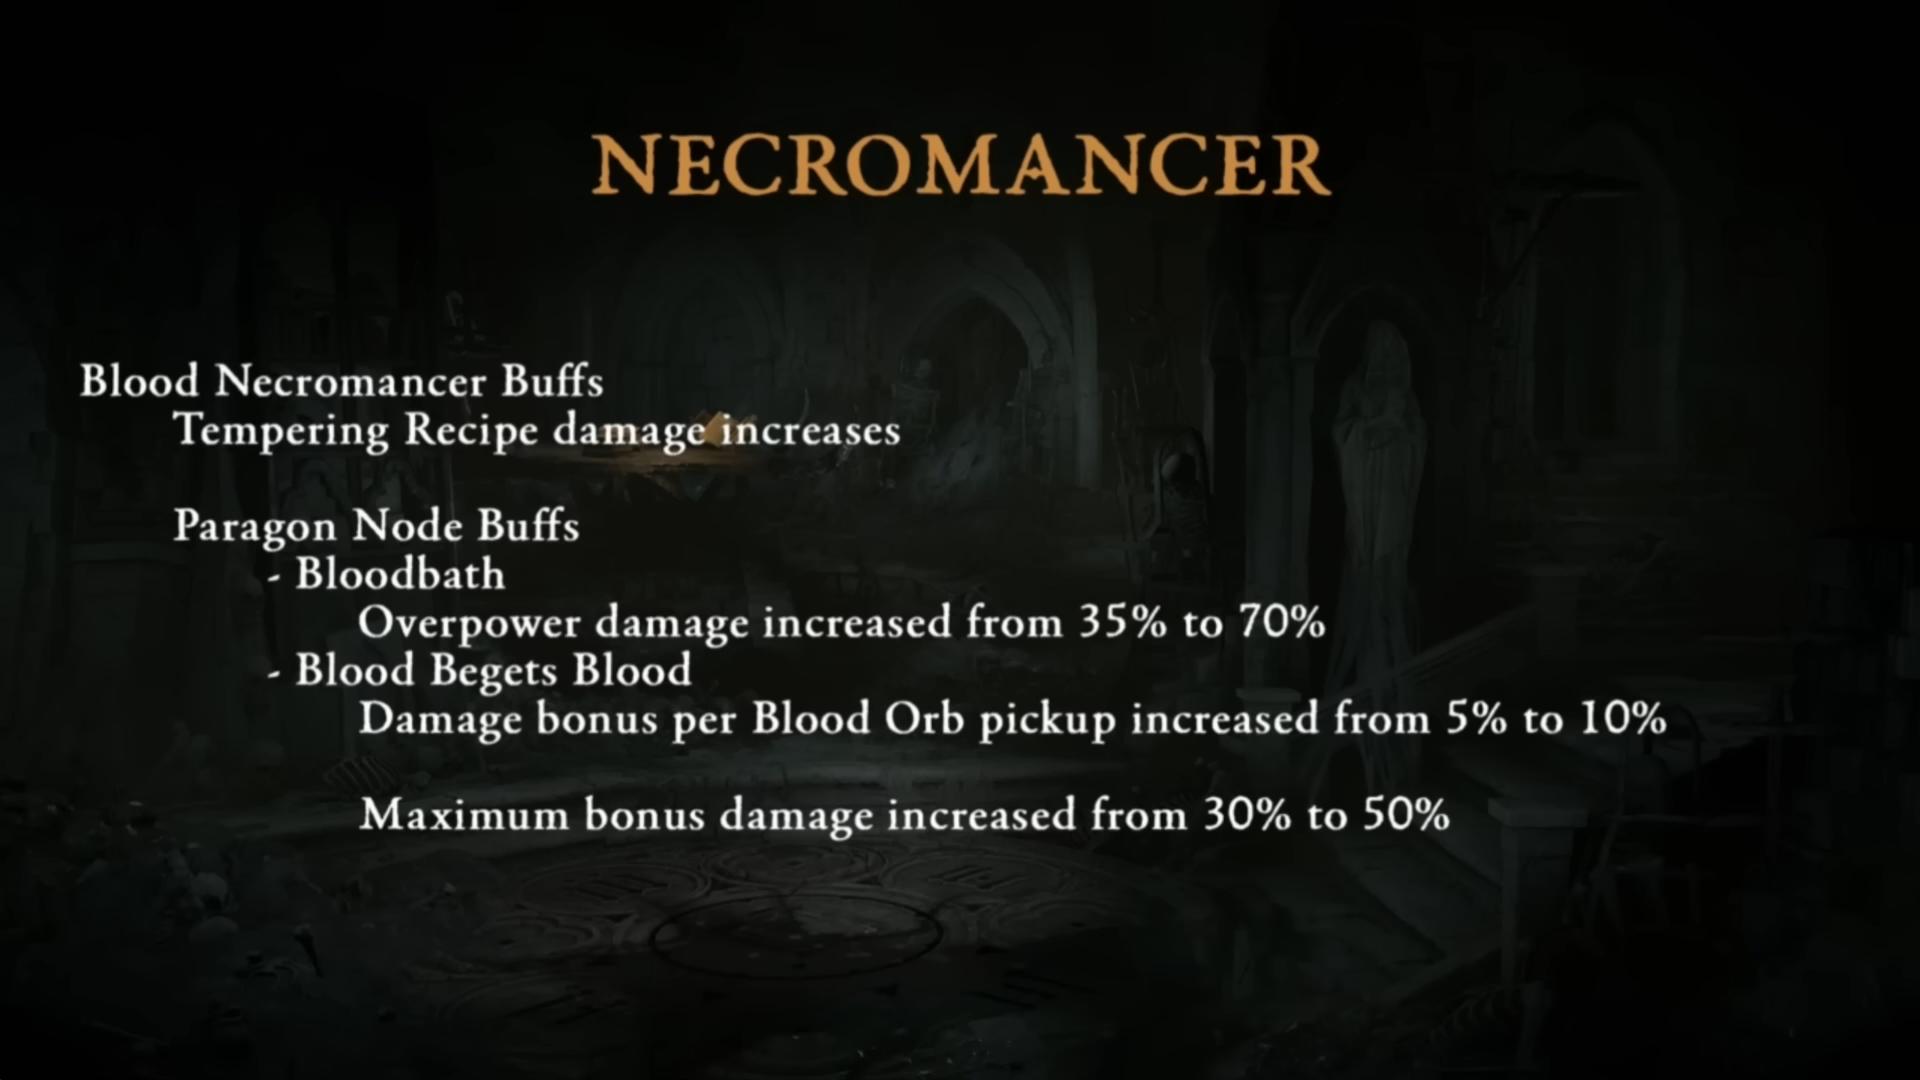 NECROMANCER
Blood Necromancer Buffs
Tempering Recipe damage increases
Paragon Node Buffs
- Bloodbath
Overpower damage increased from 35% to 70%
- Blood Begets Blood
Damage bonus per Blood Orb pickup increased from 5% to 10%
Maximum bonus damage increased from 30% to 50%